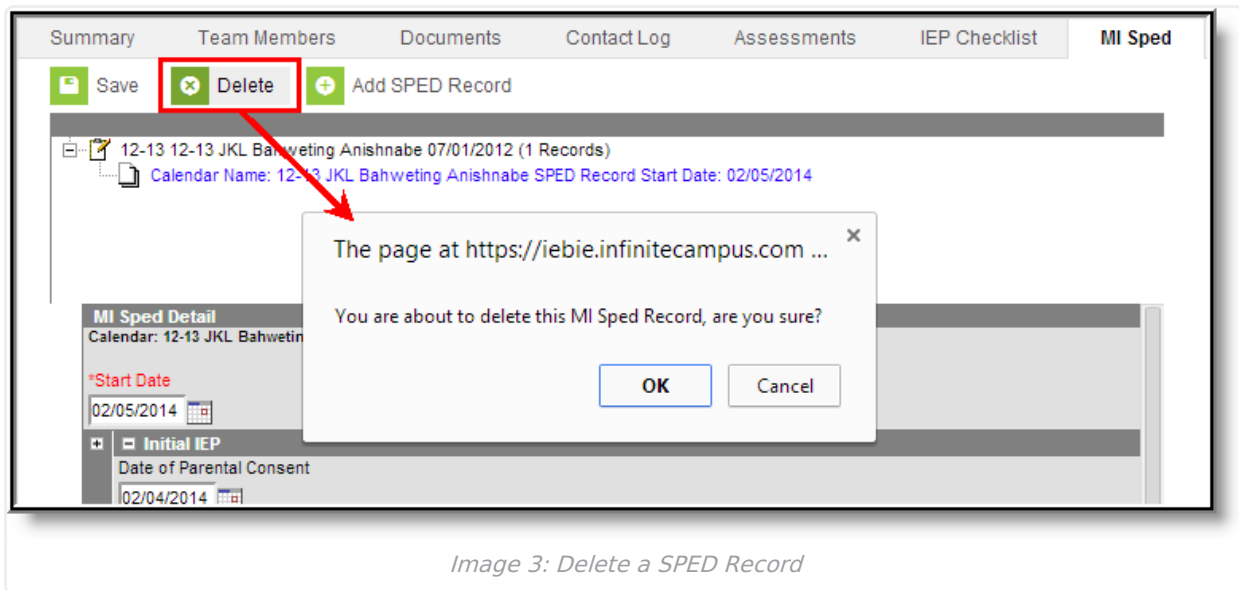 Summary Team Members Documents Contact Log Assessments IEP Checklist MI Sped
Save Delete Add SPED Record
12-13 12-13 JKL Bahweting Anishnabe 07/01/2012 (1 Records)
Calendar Name: 12-13 JKL Bahweting Anishnabe SPED Record Start Date: 02/05/2014
The page at https://iebie.infinitecampus.com ...
You are about to delete this MI Sped Record, are you sure?
OK Cancel
MI Sped Detail
Calendar: 12-13 JKL Bahwetin
*Start Date
02/05/2014
Initial IEP
Date of Parental Consent
02/04/2014
Image 3: Delete a SPED Record